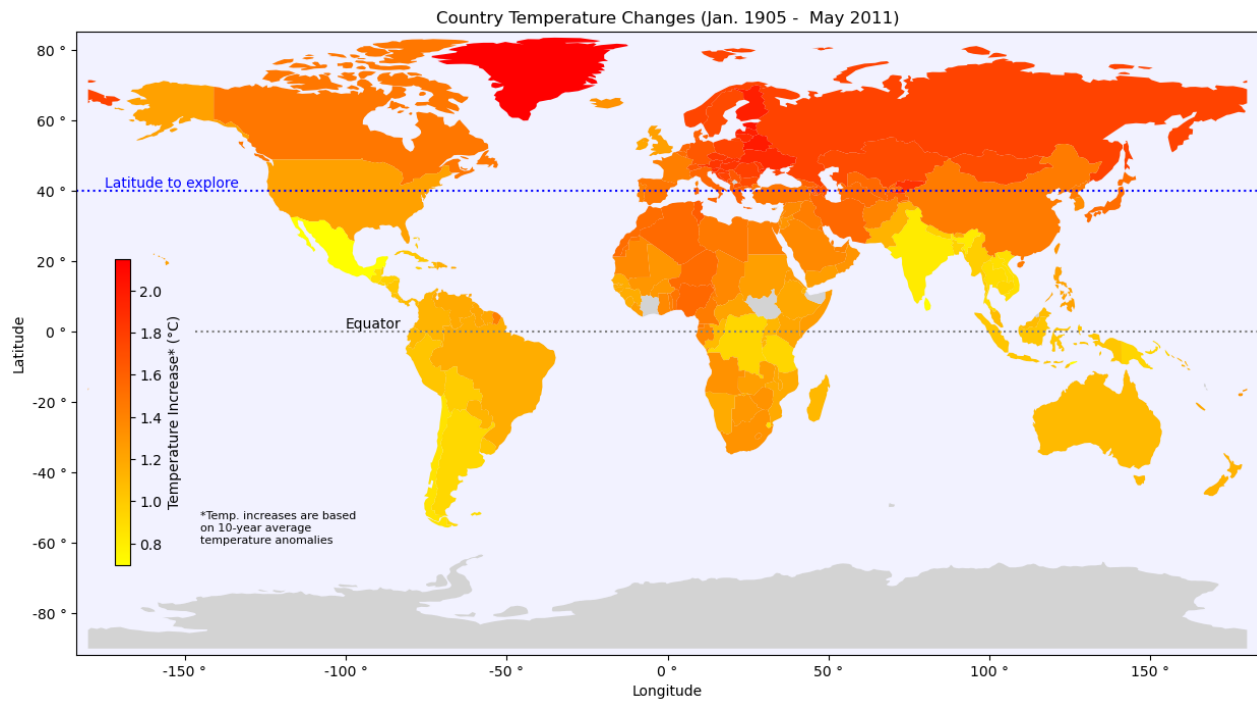 Country Temperature Changes (Jan. 1905 -  May 2011)
80 °
60 °
40 °
20 °
0 °
-20 °
-40 °
-60 °
-80 °
Latitude
Latitude to explore
Equator
2.0
1.8
1.6
1.4
1.2
1.0
0.8
Temperature Increase* (°C)
*Temp. increases are based
on 10-year average
temperature anomalies
-150 °
-100 °
-50 °
0 °
50 °
100 °
150 °
Longitude